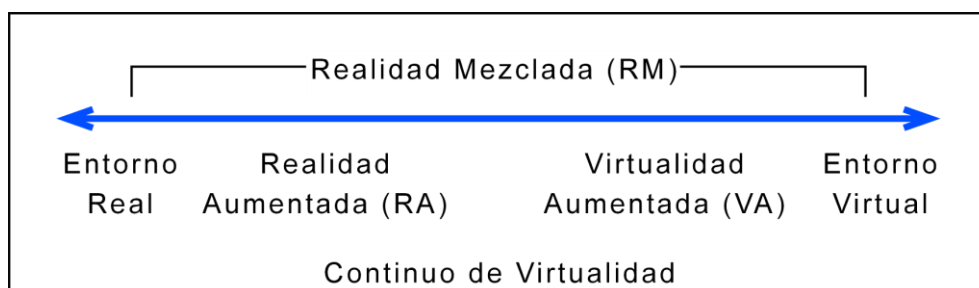 Realidad Mezclada (RM)
Entorno Real
Realidad Aumentada (RA)
Virtualidad Aumentada (VA)
Entorno Virtual
Continuo de Virtualidad